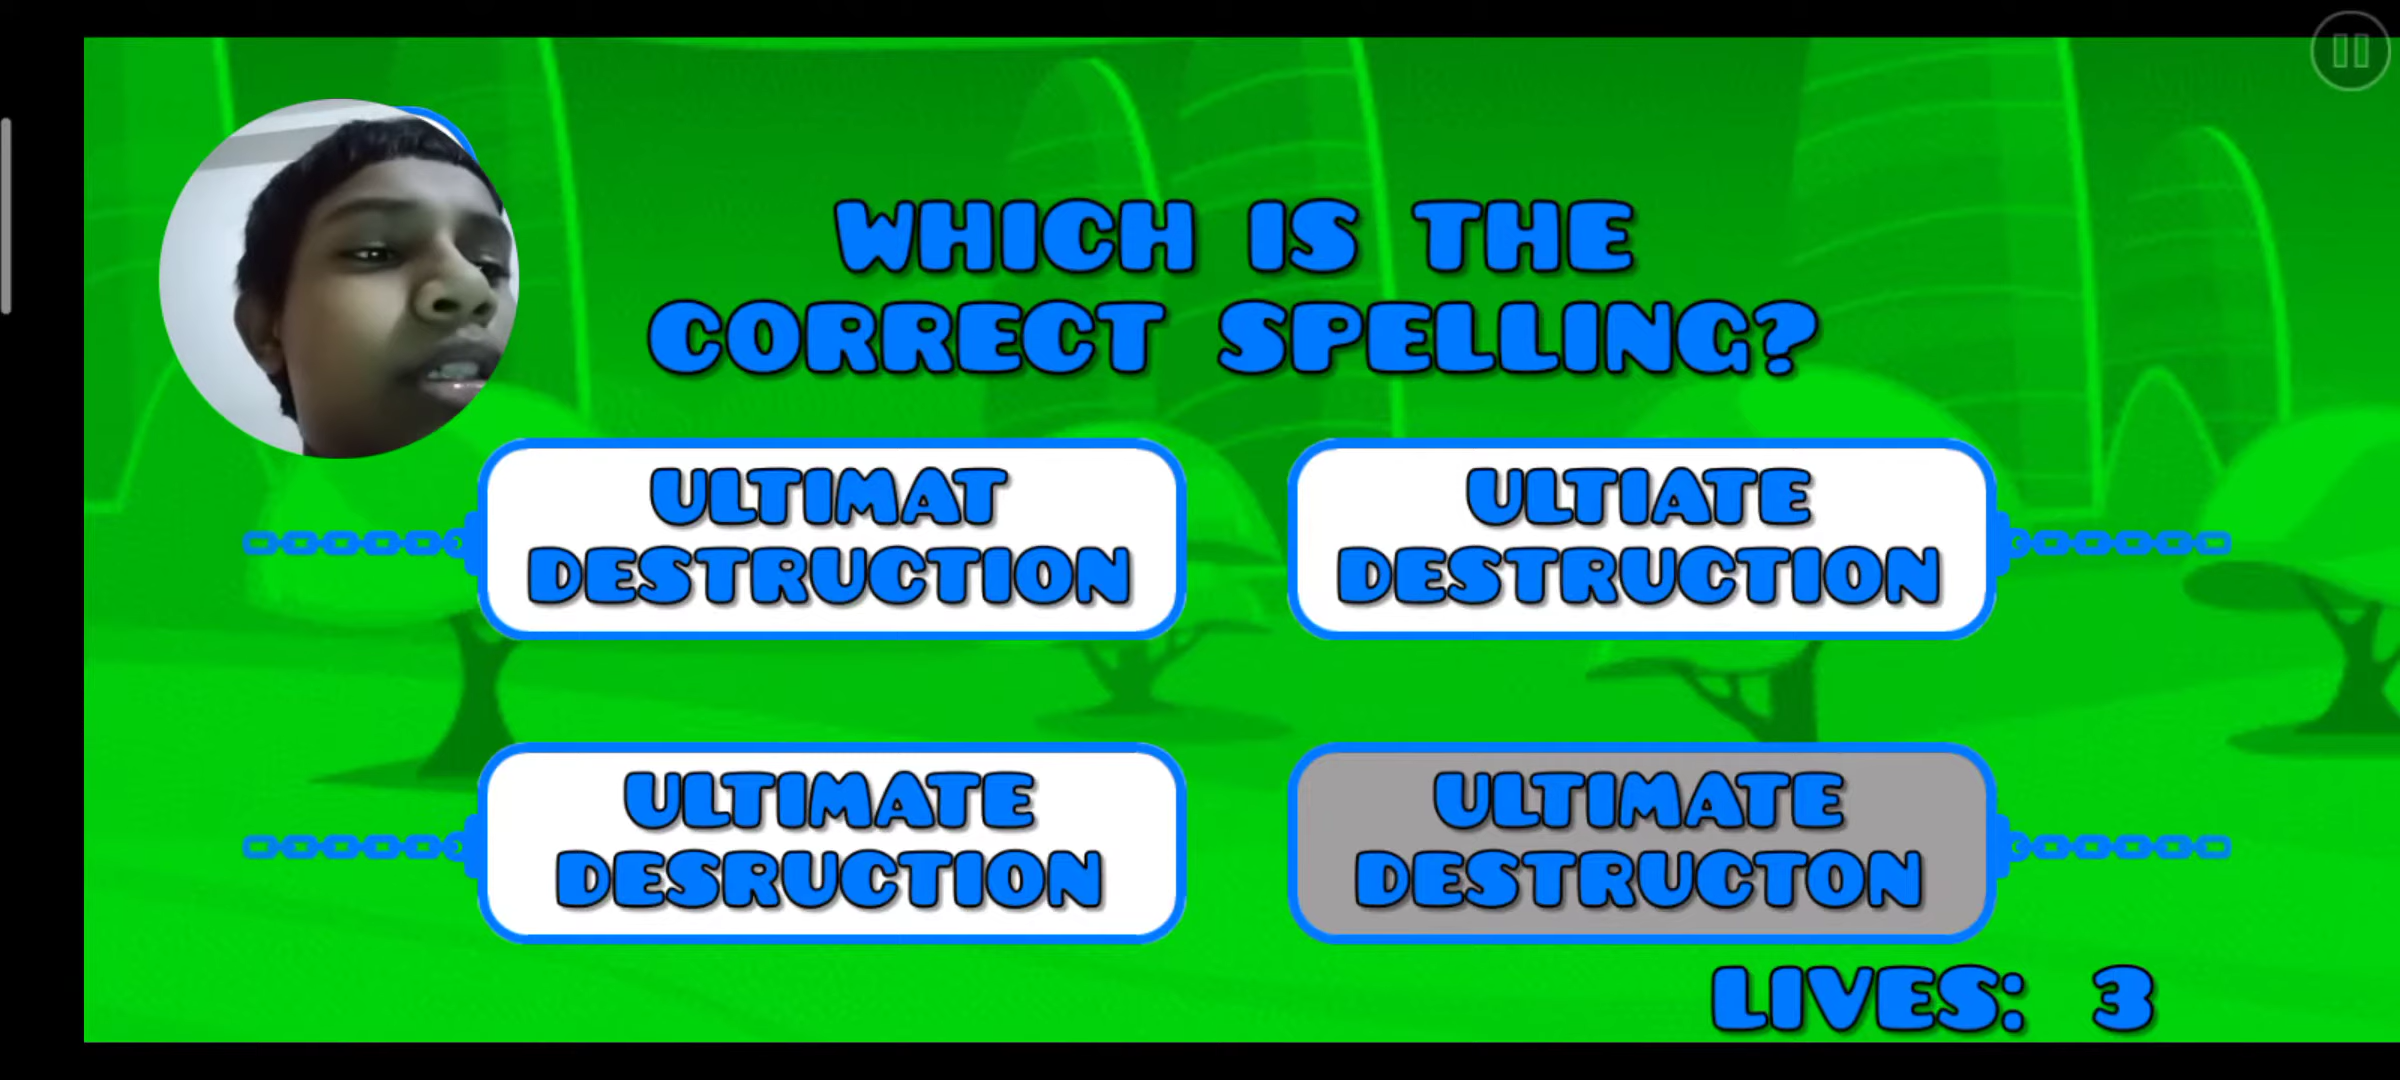 WHICH IS THE
CORRECT SPELLING?
ULTIMAT
DESTRUCTION
ULTIATE
DESTRUCTION
ULTIMATE
DESRUCTION
ULTIMATE
DESTRUCTON
LIVES: 3